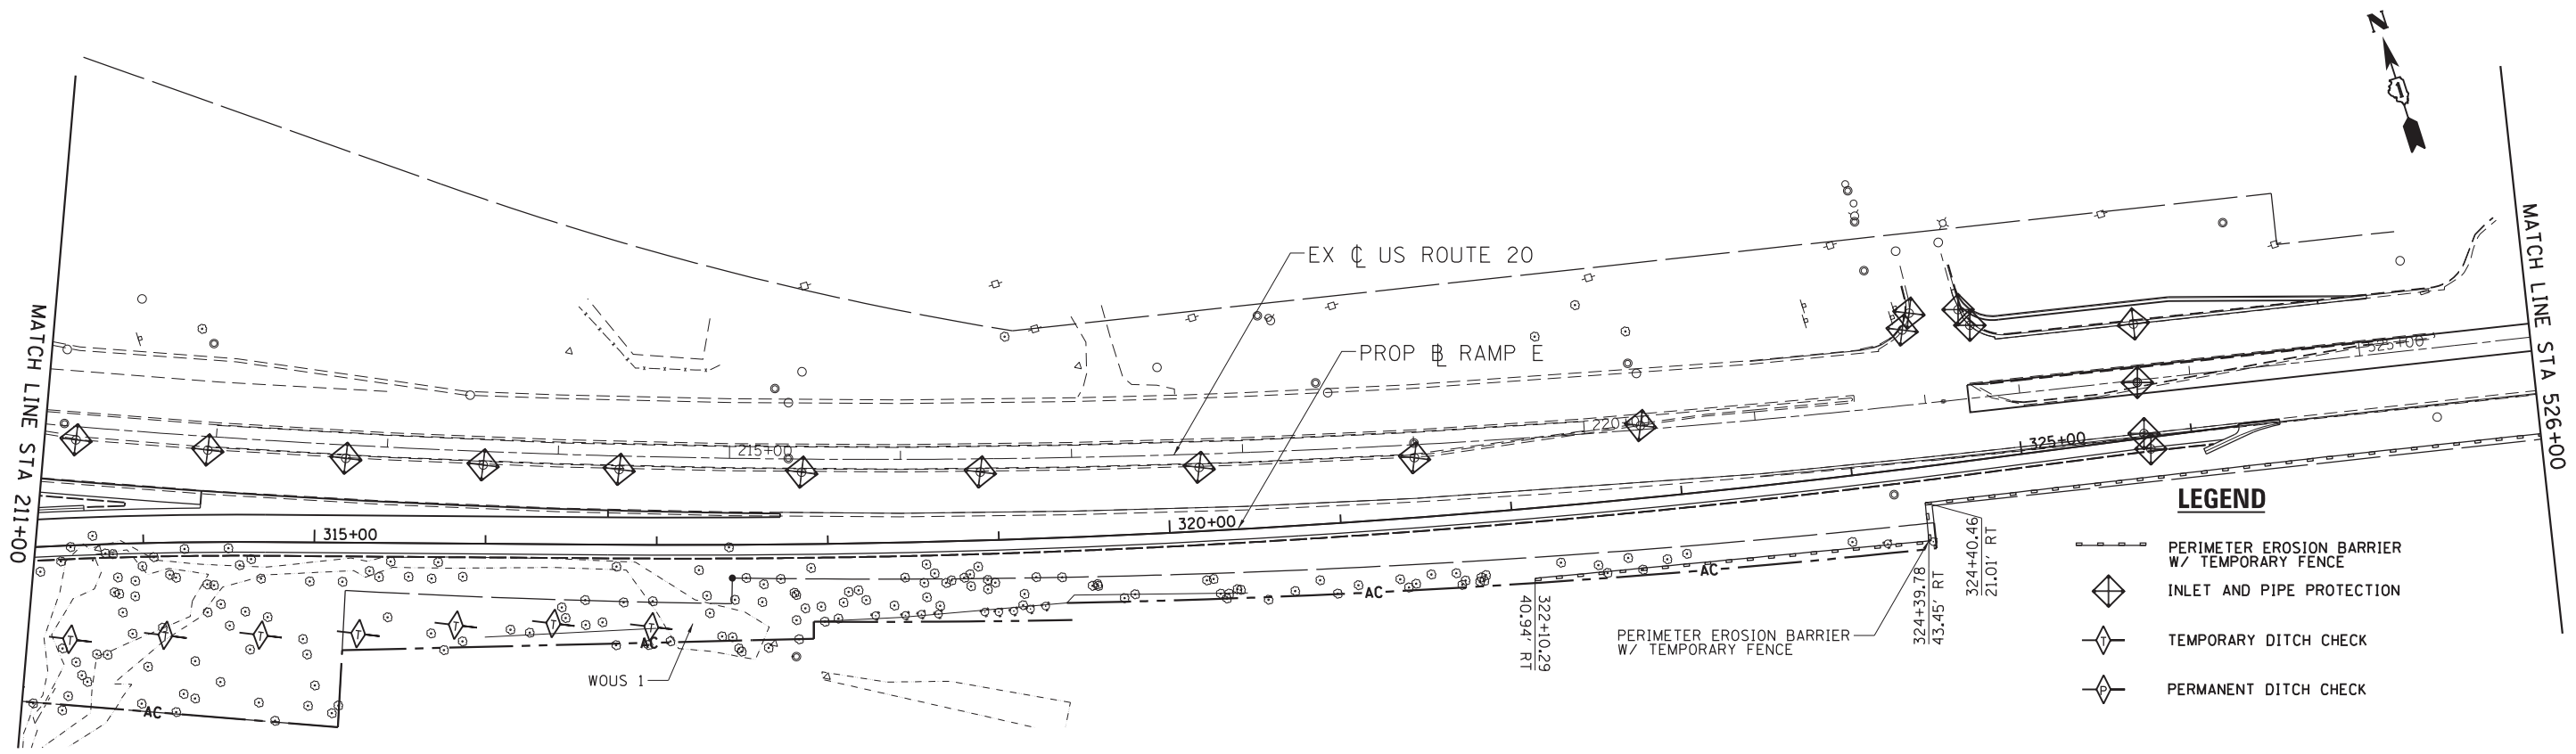 N
1
MATCH LINE STA 211+00
MATCH LINE STA 526+00
EX ℄ US ROUTE 20
PROP B RAMP E
215+00
525+00
325+00
315+00
320+00
AC
AC
AC
AC
WOUS 1
322+10.29
40.94' RT
PERIMETER EROSION BARRIER
W/ TEMPORARY FENCE
324+39.78
43.45' RT
324+40.46
21.01' RT
T
T
T
T
T
T
T
LEGEND
PERIMETER EROSION BARRIER
W/ TEMPORARY FENCE
INLET AND PIPE PROTECTION
T
TEMPORARY DITCH CHECK
P
PERMANENT DITCH CHECK